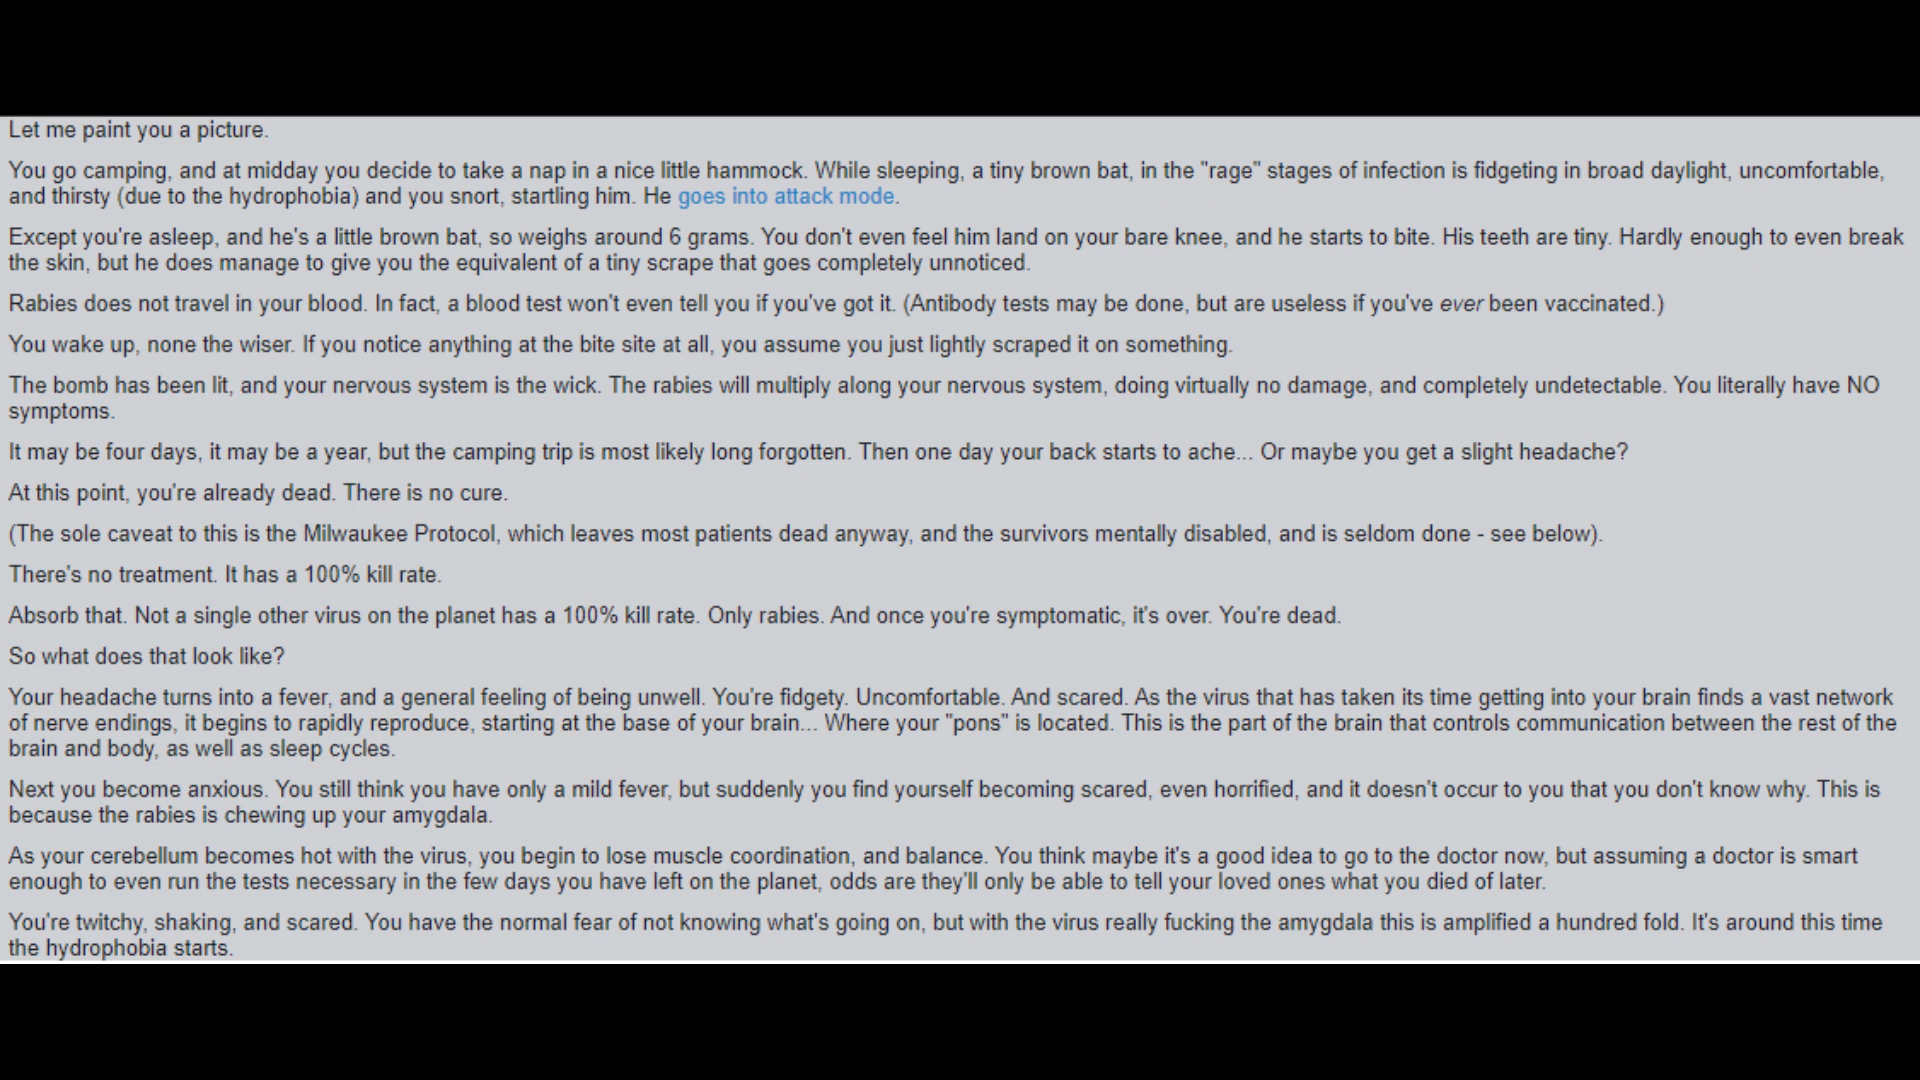 Let me paint you a picture.
You go camping, and at midday you decide to take a nap in a nice little hammock. While sleeping, a tiny brown bat, in the "rage" stages of infection is fidgeting in broad daylight, uncomfortable,
and thirsty (due to the hydrophobia) and you snort, startling him. He goes into attack mode.
Except you're asleep, and he's a little brown bat, so weighs around 6 grams. You don't even feel him land on your bare knee, and he starts to bite. His teeth are tiny. Hardly enough to even break
the skin, but he does manage to give you the equivalent of a tiny scrape that goes completely unnoticed.
Rabies does not travel in your blood. In fact, a blood test won't even tell you if you've got it. (Antibody tests may be done, but are useless if you've ever been vaccinated.)
You wake up, none the wiser. If you notice anything at the bite site at all, you assume you just lightly scraped it on something.
The bomb has been lit, and your nervous system is the wick. The rabies will multiply along your nervous system, doing virtually no damage, and completely undetectable. You literally have NO
symptoms.
It may be four days, it may be a year, but the camping trip is most likely long forgotten. Then one day your back starts to ache... Or maybe you get a slight headache?
At this point, you're already dead. There is no cure.
(The sole caveat to this is the Milwaukee Protocol, which leaves most patients dead anyway, and the survivors mentally disabled, and is seldom done - see below).
There's no treatment. It has a 100% kill rate.
Absorb that. Not a single other virus on the planet has a 100% kill rate. Only rabies. And once you're symptomatic, it's over. You're dead.
So what does that look like?
Your headache turns into a fever, and a general feeling of being unwell. You're fidgety. Uncomfortable. And scared. As the virus that has taken its time getting into your brain finds a vast network
of nerve endings, it begins to rapidly reproduce, starting at the base of your brain... Where your "pons" is located. This is the part of the brain that controls communication between the rest of the
brain and body, as well as sleep cycles.
Next you become anxious. You still think you have only a mild fever, but suddenly you find yourself becoming scared, even horrified, and it doesn't occur to you that you don't know why. This is
because the rabies is chewing up your amygdala.
As your cerebellum becomes hot with the virus, you begin to lose muscle coordination, and balance. You think maybe it's a good idea to go to the doctor now, but assuming a doctor is smart
enough to even run the tests necessary in the few days you have left on the planet, odds are they'll only be able to tell your loved ones what you died of later.
You're twitchy, shaking, and scared. You have the normal fear of not knowing what's going on, but with the virus really fucking the amygdala this is amplified a hundred fold. It's around this time
the hydrophobia starts.